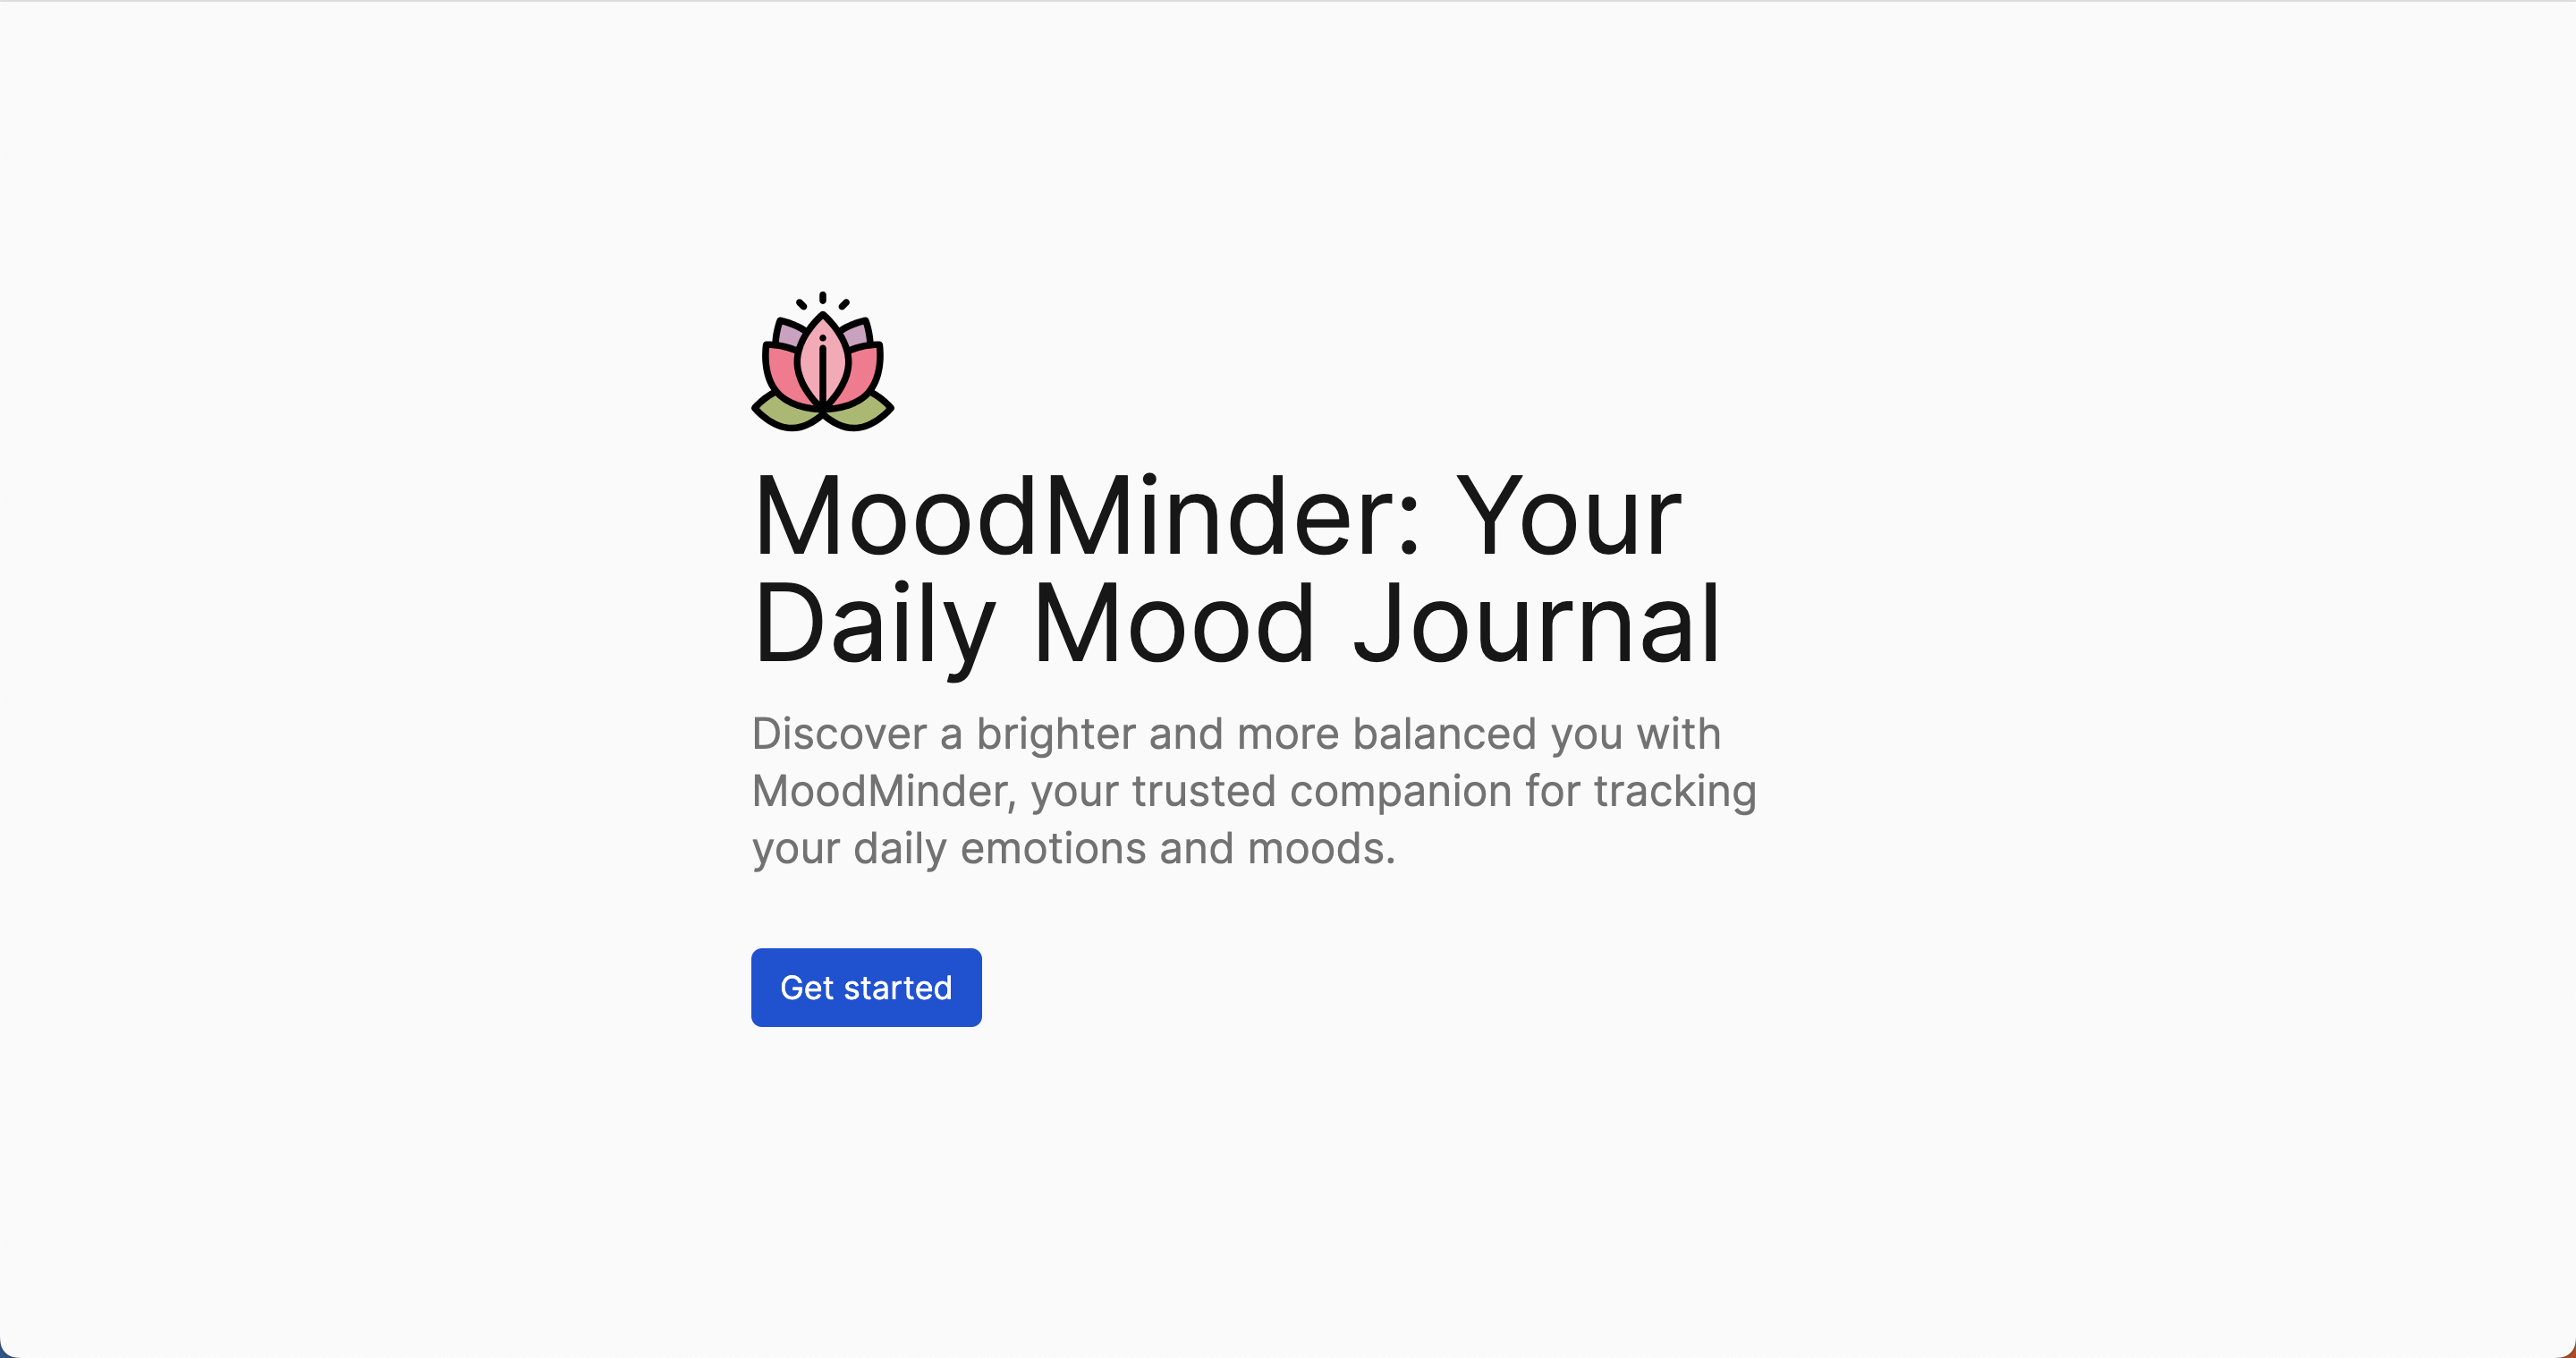 MoodMinder: Your
Daily Mood Journal
Discover a brighter and more balanced you with
MoodMinder, your trusted companion for tracking
your daily emotions and moods.
Get started